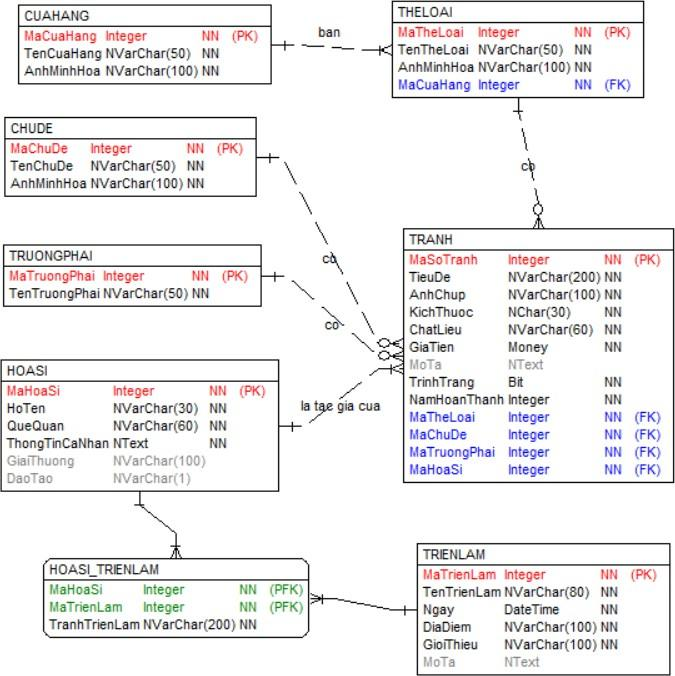 CUAHANG
MaCuaHang Integer NN (PK)
TenCuaHang NVarChar(50) NN
AnhMinhHoa NVarChar(100) NN
ban
THELOAI
MaTheLoai Integer NN (PK)
TenTheLoai NVarChar(50) NN
AnhMinhHoa NVarChar(100) NN
MaCuaHang Integer NN (FK)
CHUDE
MaChuDe Integer NN (PK)
TenChuDe NVarChar(50) NN
AnhMinhHoa NVarChar(100) NN
co
TRUONGPHAI
MaTruongPhai Integer NN (PK)
TenTruongPhai NVarChar(50) NN
co
co
TRANH
MaSoTranh Integer NN (PK)
TieuDe NVarChar(200) NN
AnhChup NVarChar(100) NN
KichThuoc NChar(30) NN
ChatLieu NVarChar(60) NN
GiaTien Money NN
MoTa NText
TrinhTrang Bit NN
NamHoanThanh Integer NN
MaTheLoai Integer NN (FK)
MaChuDe Integer NN (FK)
MaTruongPhai Integer NN (FK)
MaHoaSi Integer NN (FK)
HOASI
MaHoaSi Integer NN (PK)
HoTen NVarChar(30) NN
QueQuan NVarChar(60) NN
ThongTinCaNhan NText NN
GiaiThuong NVarChar(100)
DaoTao NVarChar(1)
la tac gia cua
HOASI_TRIENLAM
MaHoaSi Integer NN (PFK)
MaTrienLam Integer NN (PFK)
TranhTrienLam NVarChar(200) NN
TRIENLAM
MaTrienLam Integer NN (PK)
TenTrienLam NVarChar(80) NN
Ngay DateTime NN
DiaDiem NVarChar(100) NN
GioiThieu NVarChar(100) NN
MoTa NText